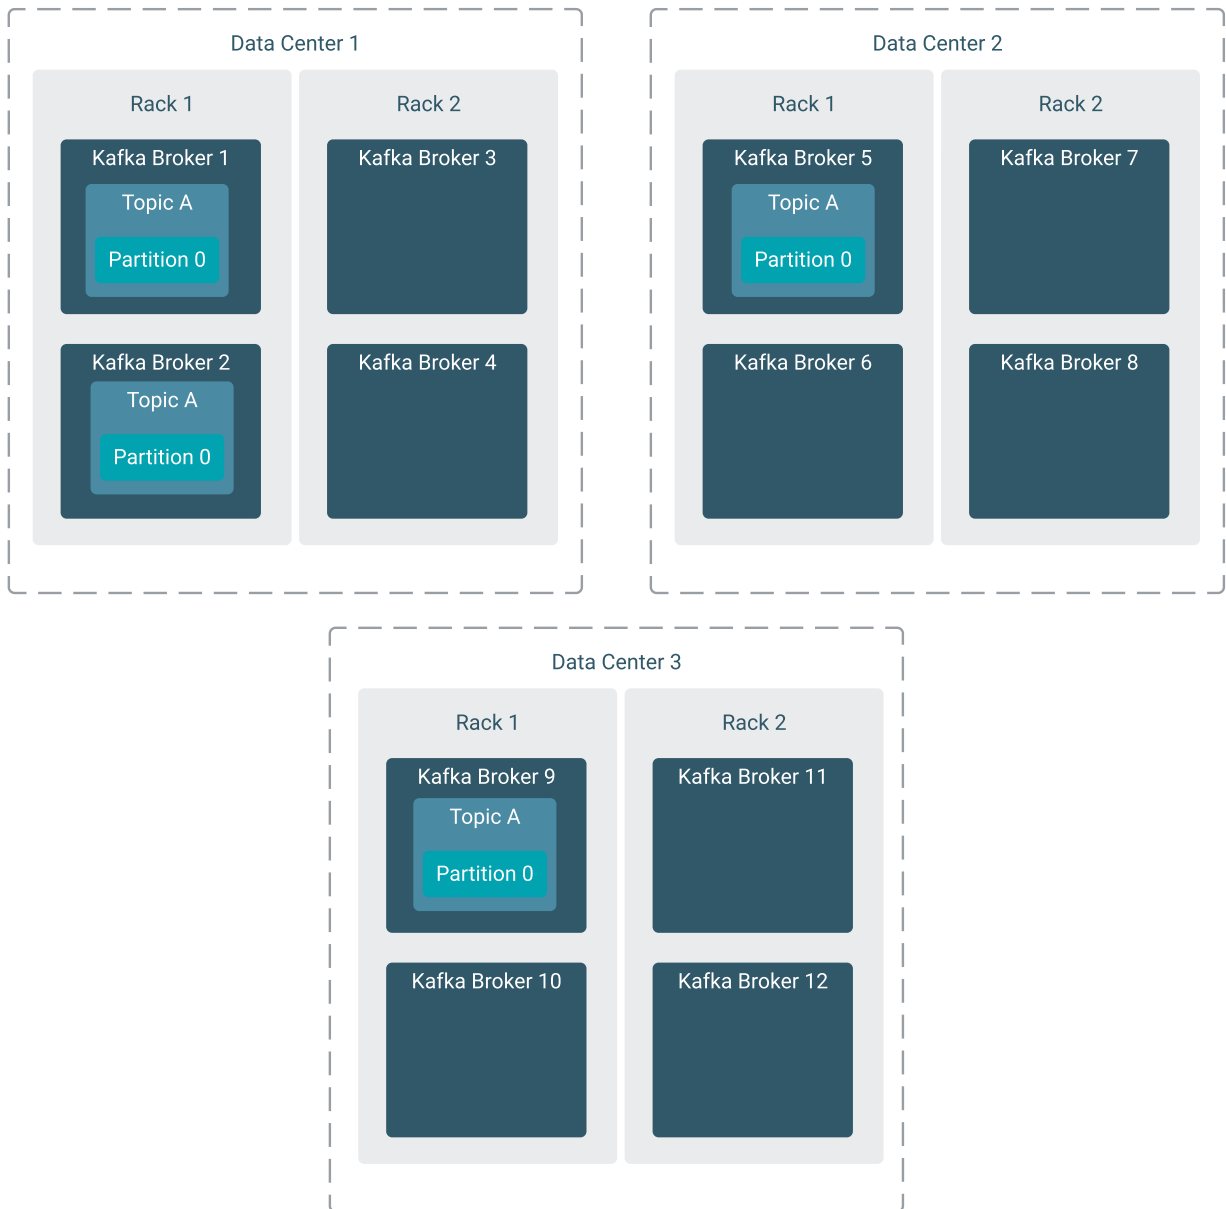 Data Center 1
Rack 1
Kafka Broker 1
Topic A
Partition 0
Kafka Broker 2
Topic A
Partition 0
Rack 2
Kafka Broker 3
Kafka Broker 4
Data Center 2
Rack 1
Kafka Broker 5
Topic A
Partition 0
Kafka Broker 6
Rack 2
Kafka Broker 7
Kafka Broker 8
Data Center 3
Rack 1
Kafka Broker 9
Topic A
Partition 0
Kafka Broker 10
Rack 2
Kafka Broker 11
Kafka Broker 12